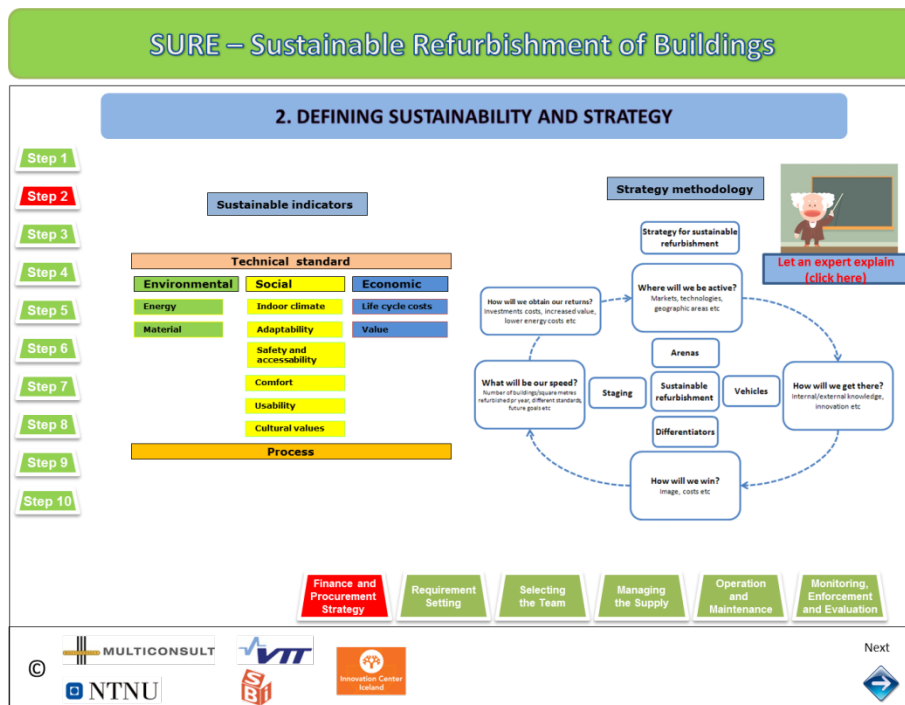 SURE – Sustainable Refurbishment of Buildings
2. DEFINING SUSTAINABILITY AND STRATEGY
Step 1
Step 2
Step 3
Step 4
Step 5
Step 6
Step 7
Step 8
Step 9
Step 10
Sustainable indicators
Technical standard
Environmental
Social
Economic
Energy
Indoor climate
Life cycle costs
Material
Adaptability
Value
Safety and
accessability
Comfort
Usability
Cultural values
Process
Strategy methodology
Let an expert explain
(click here)
Strategy for sustainable
refurbishment
Where will we be active?
Markets, technologies,
geographic areas etc
How will we obtain our returns?
Investments costs, increased value,
lower energy costs etc
Arenas
What will be our speed?
Number of buildings/square metres
refurbished pr year, different standards,
future goals etc
Staging
Sustainable
refurbishment
Vehicles
How will we get there?
Internal/external knowledge,
innovation etc
Differentiators
How will we win?
Image, costs etc
Finance and
Procurement
Strategy
Requirement
Setting
Selecting
the Team
Managing
the Supply
Operation
and
Maintenance
Monitoring,
Enforcement
and Evaluation
©
MULTICONSULT
VTT
NTNU
SBI
Innovation Center
Iceland
Next